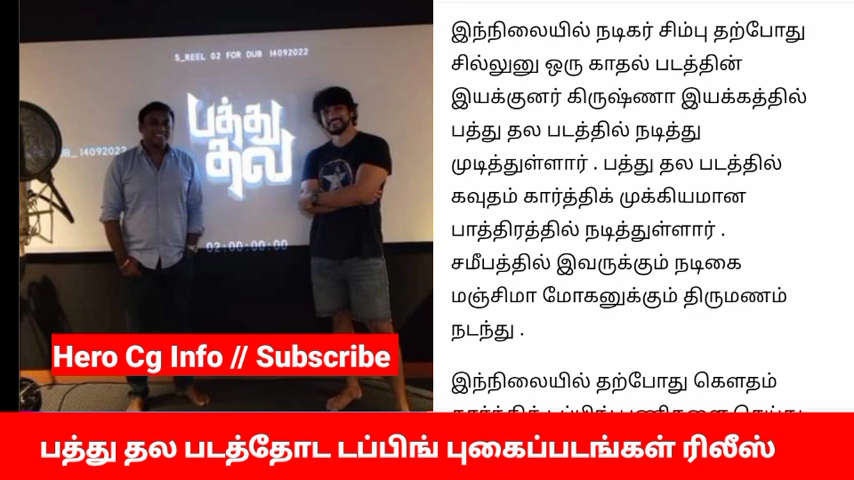 S_REEL 02 FOR DUB 14092022
பத்து
தல
UB_ 14092022
02:00:00:00
Hero Cg Info // Subscribe
இந்நிலையில் நடிகர் சிம்பு தற்போது
சில்லுனு ஒரு காதல் படத்தின்
இயக்குனர் கிருஷ்ணா இயக்கத்தில்
பத்து தல படத்தில் நடித்து
முடித்துள்ளார் . பத்து தல படத்தில்
கவுதம் கார்த்திக் முக்கியமான
பாத்திரத்தில் நடித்துள்ளார் .
சமீபத்தில் இவருக்கும் நடிகை
மஞ்சிமா மோகனுக்கும் திருமணம்
நடந்து .
இந்நிலையில் தற்போது கௌதம்
பத்து தல படத்தோட டப்பிங் புகைப்படங்கள் ரிலீஸ்